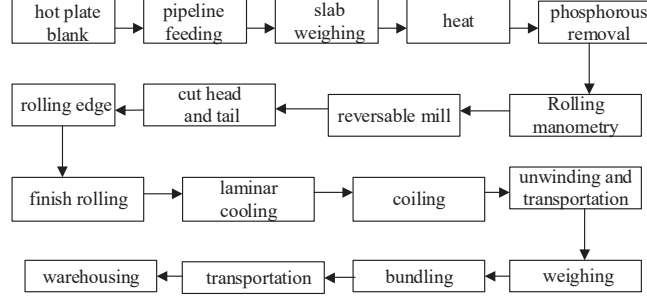 hot plate
blank
pipeline
feeding
slab
weighing
heat
phosphorous
removal
rolling edge
cut head
and tail
reversable mill
Rolling
manometry
finish rolling
laminar
cooling
coiling
unwinding and
transportation
warehousing
transportation
bundling
weighing